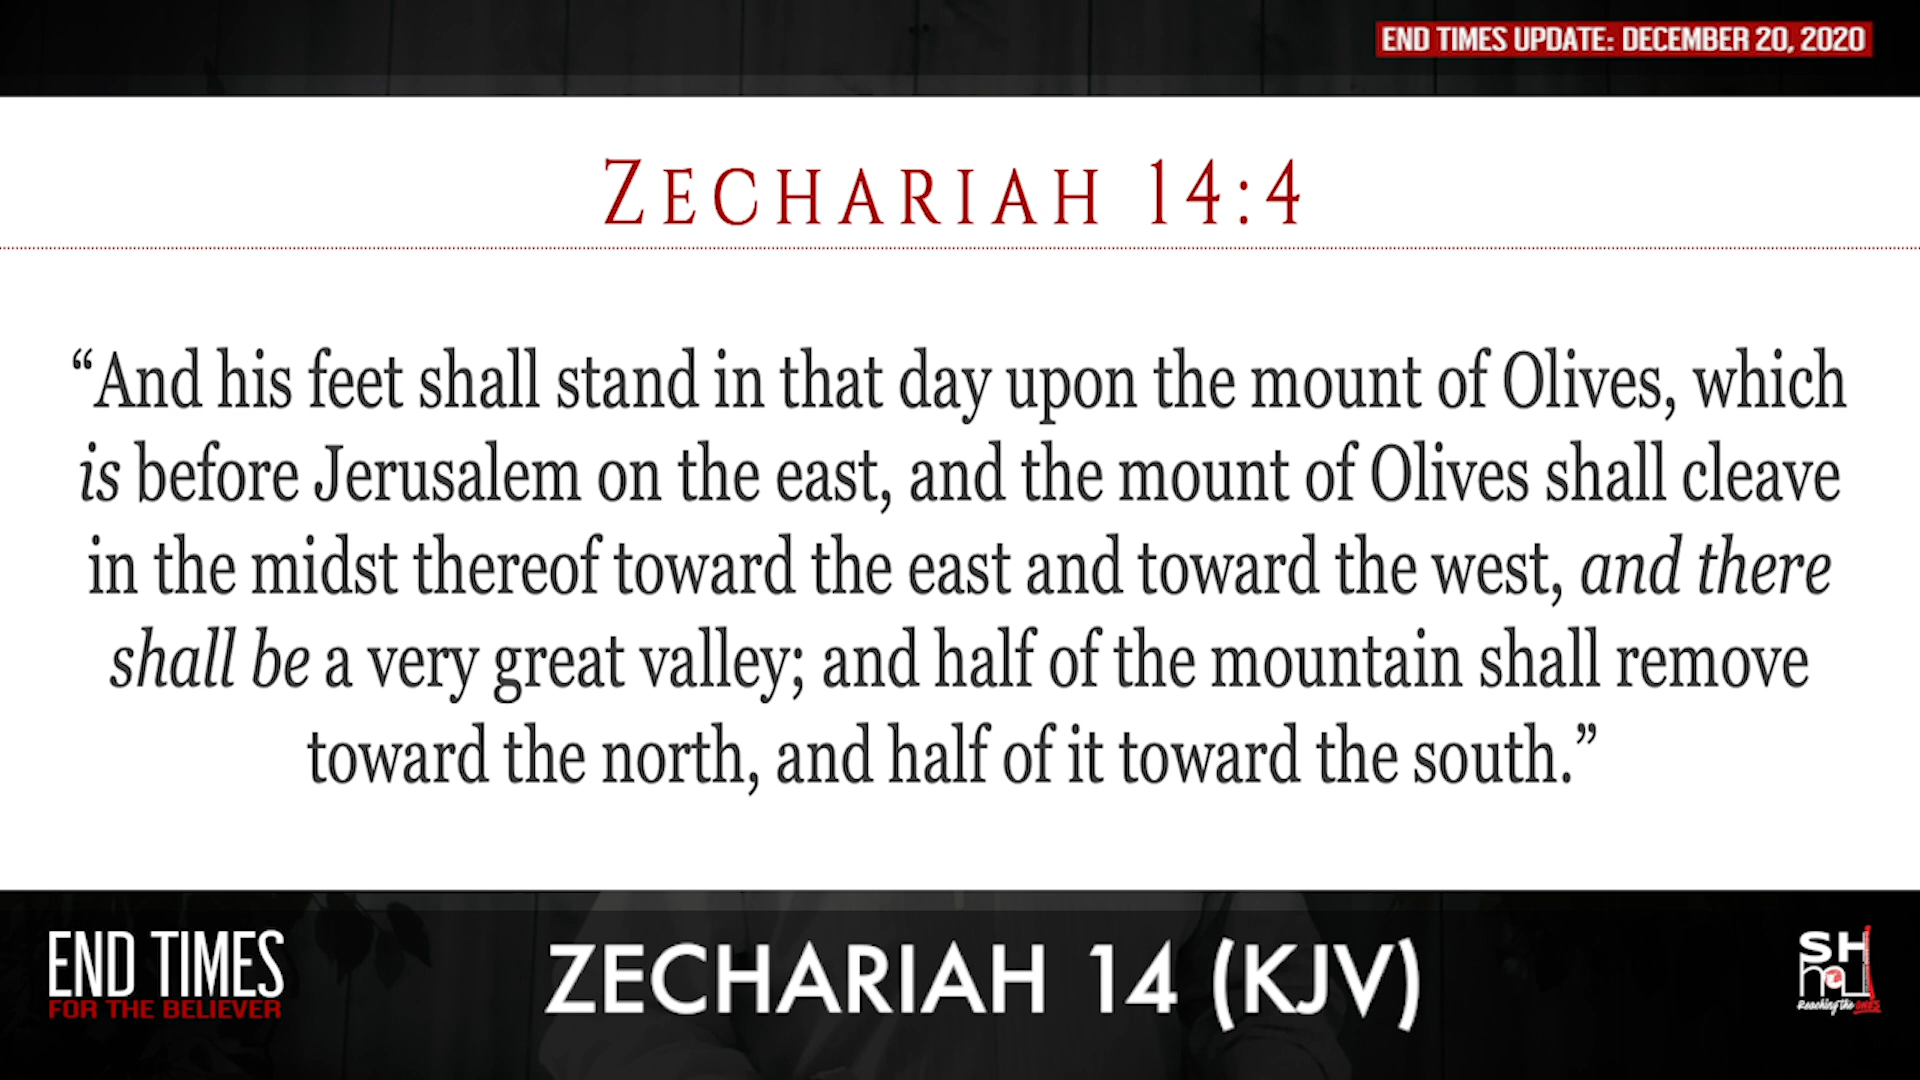 END TIMES UPDATE: DECEMBER 20, 2020
ZECHARIAH 14:4
“And his feet shall stand in that day upon the mount of Olives, which
is before Jerusalem on the east, and the mount of Olives shall cleave
in the midst thereof toward the east and toward the west, and there
shall be a very great valley; and half of the mountain shall remove
toward the north, and half of it toward the south.”
END TIMES
FOR THE BELIEVER
ZECHARIAH 14 (KJV)
SH
Reaching the ONES